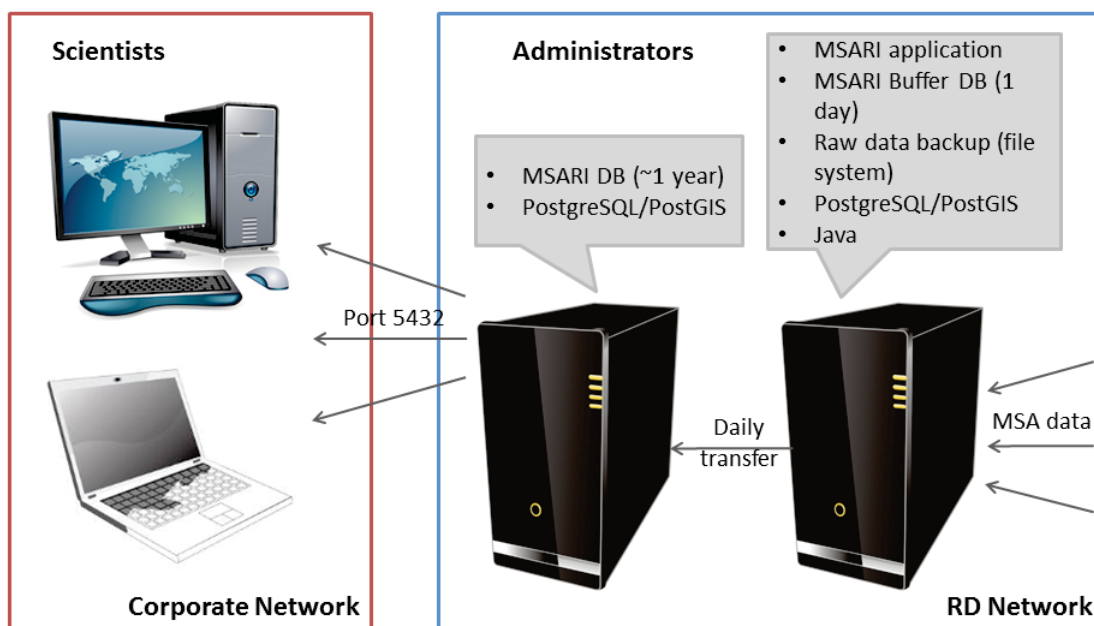 Scientists
Port 5432
Corporate Network
Administrators
• MSARI DB (~1 year)
• PostgreSQL/PostGIS
• MSARI application
• MSARI Buffer DB (1
day)
• Raw data backup (file
system)
• PostgreSQL/PostGIS
• Java
Daily
transfer
MSA data
RD Network